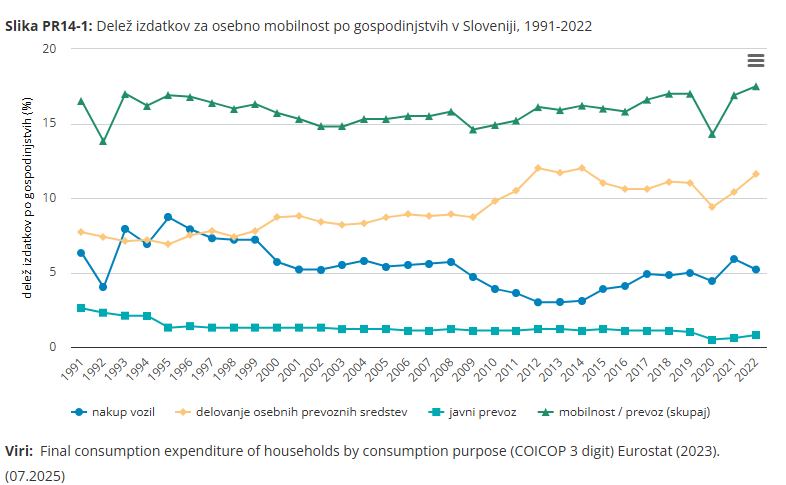 Slika PR14-1: Delež izdatkov za osebno mobilnost po gospodinjstvih v Sloveniji, 1991-2022
20
15
10
5
0
delež izdatkov po gospodinjstvih (%)
1991 1992 1993 1994 1995 1996 1997 1998 1999 2000 2001 2002 2003 2004 2005 2006 2007 2008 2009 2010 2011 2012 2013 2014 2015 2016 2017 2018 2019 2020 2021 2022
nakup vozil delovanje osebnih prevoznih sredstev javni prevoz mobilnost / prevoz (skupaj)
Viri: Final consumption expenditure of households by consumption purpose (COICOP 3 digit) Eurostat (2023).
(07.2025)